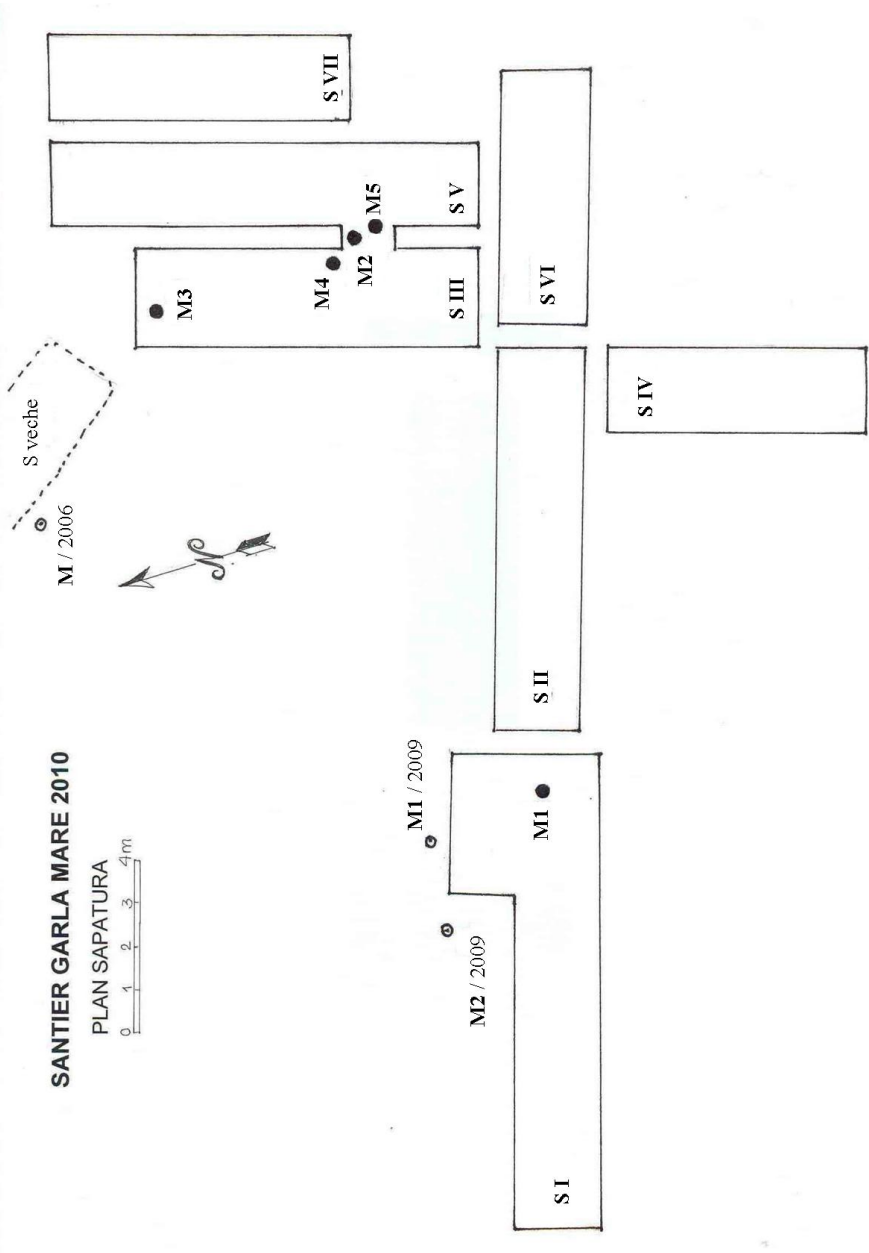 SANTIER GARLA MARE 2010
PLAN SAPATURA
0 1 2 3 4m
S veche
M / 2006
N
S VII
S V
M5
M2
M4
M3
S III
S VI
S IV
S II
M1 / 2009
M2 / 2009
M1
S I